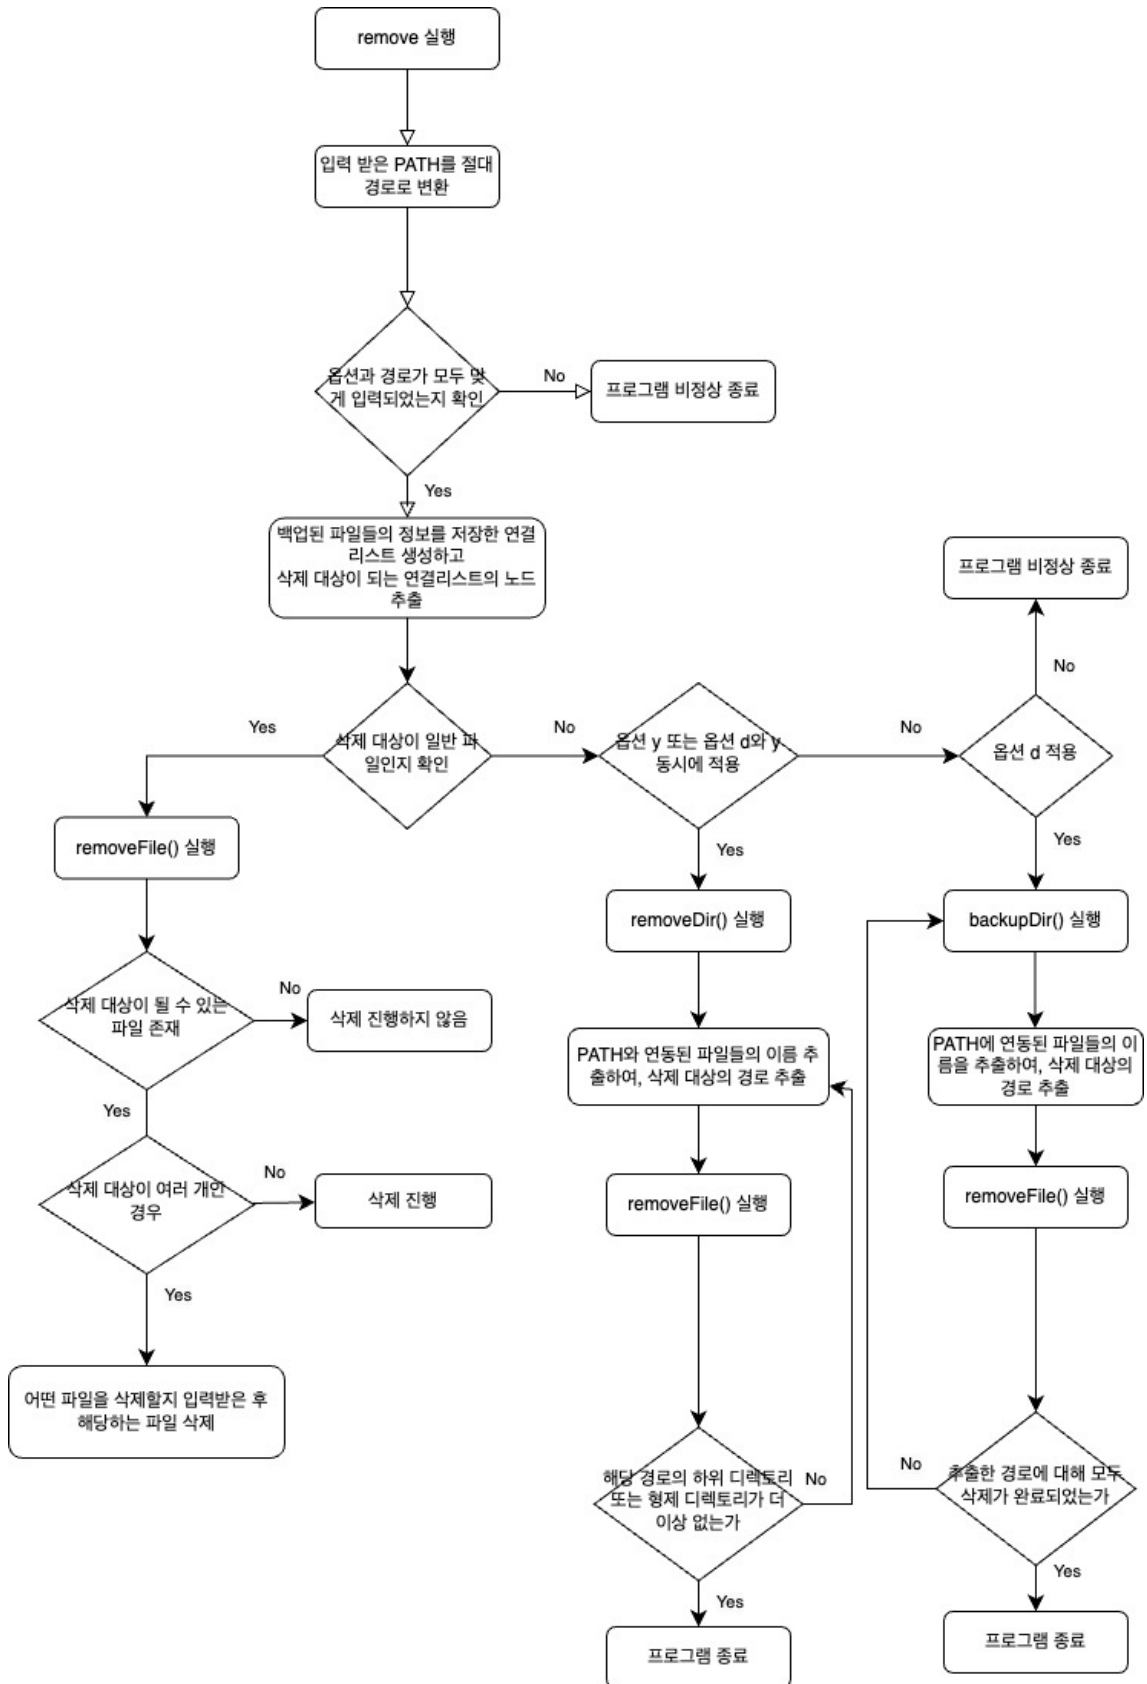 remove 실행
입력 받은 PATH를 절대
경로로 변환
옵션과 경로가 모두 맞
게 입력되었는지 확인
No
프로그램 비정상 종료
Yes
백업된 파일들의 정보를 저장한 연결
리스트 생성하고
삭제 대상이 되는 연결리스트의 노드
추출
프로그램 비정상 종료
No
Yes
삭제 대상이 일반 파
일인지 확인
No
옵션 y 또는 옵션 d와 y
동시에 적용
No
옵션 d 적용
removeFile() 실행
Yes
Yes
removeDir() 실행
backupDir() 실행
삭제 대상이 될 수 있는
파일 존재
No
삭제 진행하지 않음
PATH와 연동된 파일들의 이름 추
출하여, 삭제 대상의 경로 추출
PATH에 연동된 파일들의 이
름을 추출하여, 삭제 대상의
경로 추출
Yes
삭제 대상이 여러 개인
경우
No
삭제 진행
removeFile() 실행
removeFile() 실행
Yes
어떤 파일을 삭제할지 입력받은 후
해당하는 파일 삭제
해당 경로의 하위 디렉토리
또는 형제 디렉토리가 더
이상 없는가
No
No
추출한 경로에 대해 모두
삭제가 완료되었는가
Yes
Yes
프로그램 종료
프로그램 종료